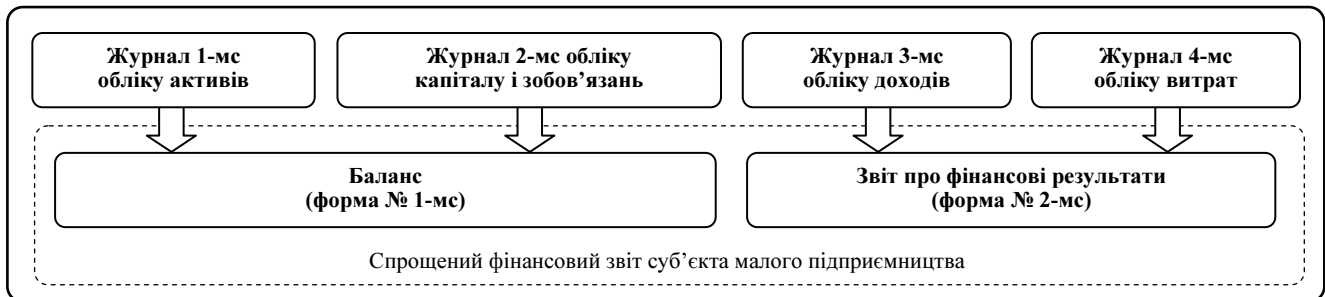 Журнал 1-мс
обліку активів
Журнал 2-мс обліку
капіталу і зобов’язань
Журнал 3-мс
обліку доходів
Журнал 4-мс
обліку витрат
Баланс
(форма № 1-мс)
Звіт про фінансові результати
(форма № 2-мс)
Спрощений фінансовий звіт суб’єкта малого підприємництва